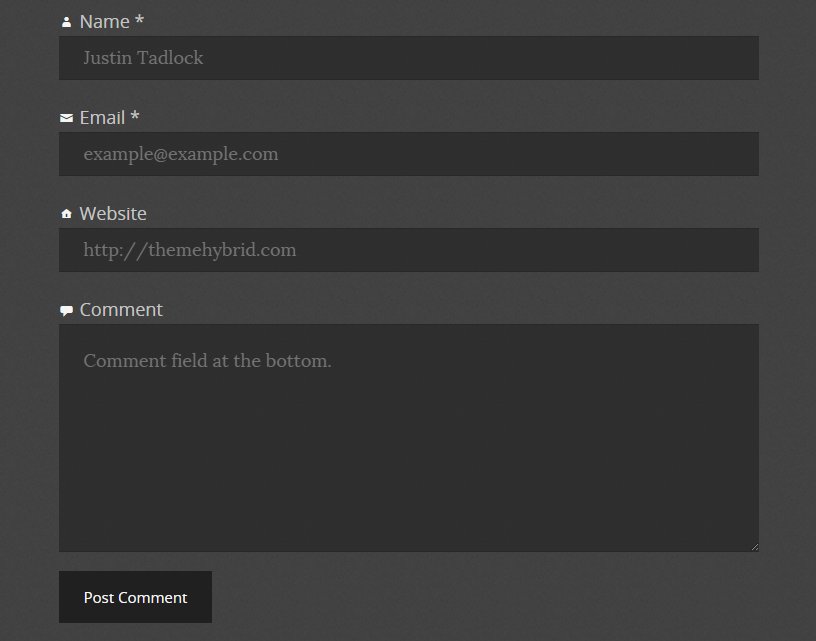 Name *
Justin Tadlock
Email *
example@example.com
Website
http://themehybrid.com
Comment
Comment field at the bottom.
Post Comment